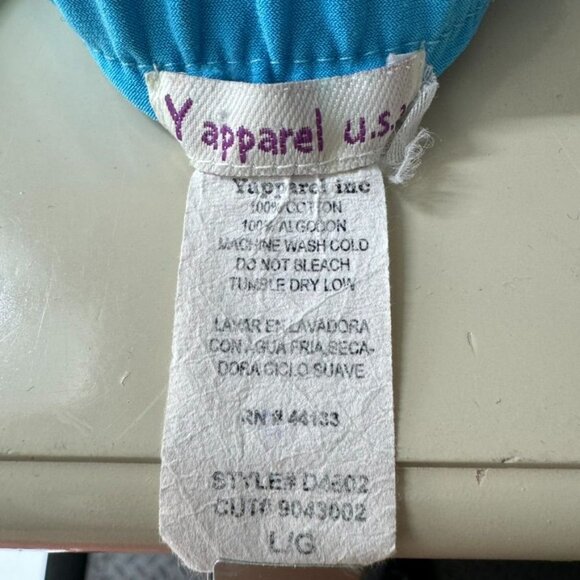 Y apparel u.s.a
Yapparel inc
100% COTTON
100% ALGODON
MACHINE WASH COLD
DO NOT BLEACH
TUMBLE DRY LOW
LAVAR EN LAVADORA
CON AGUA FRIA, SECA-
DORA CICLO SUAVE
RN # 44133
STYLE# D4602
CUT# 9043002
L/G